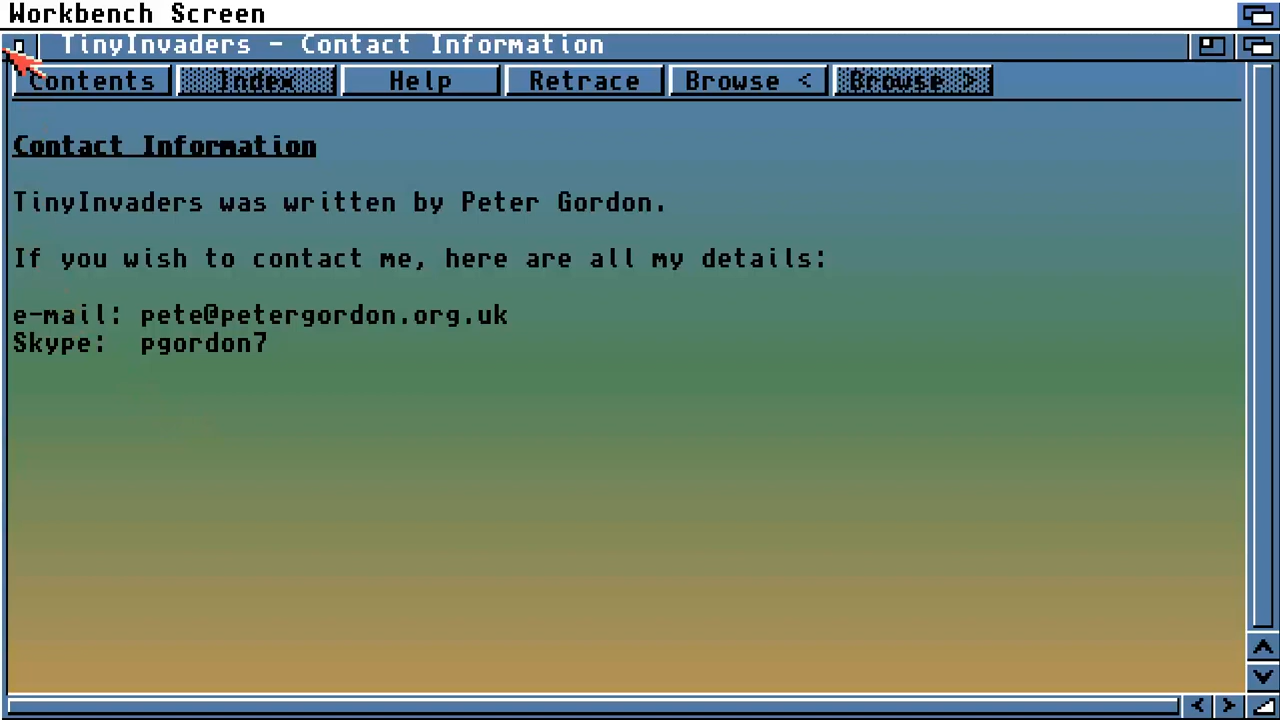 Workbench Screen
TinyInvaders - Contact Information
Contents Index Help Retrace Browse < Browse >
Contact Information
TinyInvaders was written by Peter Gordon.
If you wish to contact me, here are all my details:
e-mail: pete@petergordon.org.uk
Skype: pgordon7